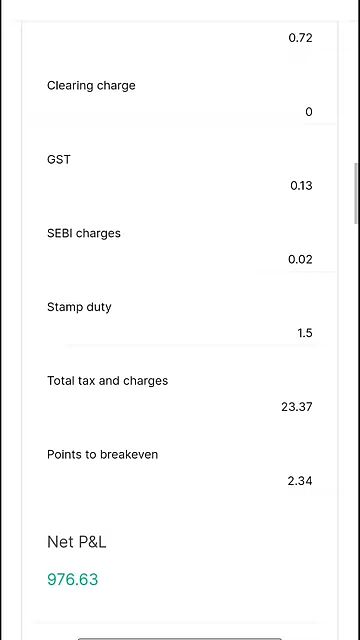 0.72
Clearing charge
0
GST
0.13
SEBI charges
0.02
Stamp duty
1.5
Total tax and charges
23.37
Points to breakeven
2.34
Net P&L
976.63